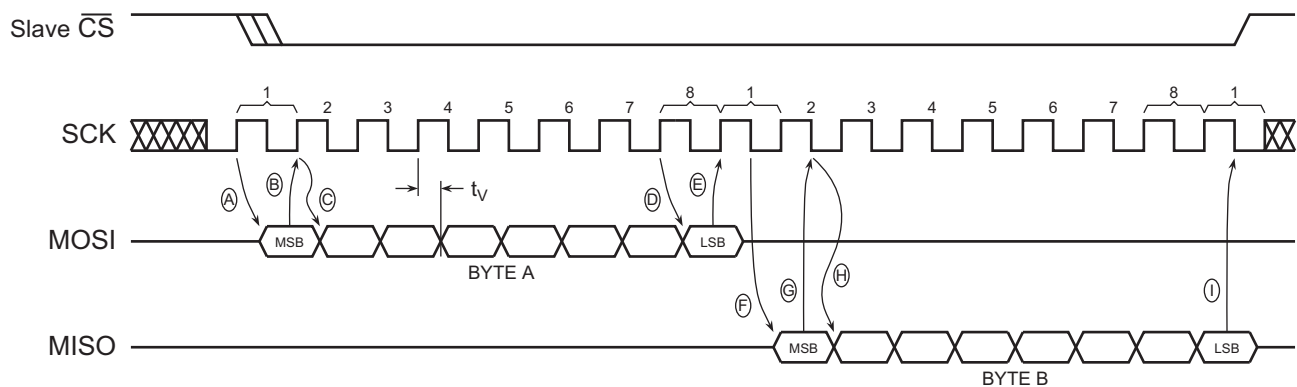 Slave C̅S̅
1 2 3 4 5 6 7 8 1 2 3 4 5 6 7 8 1
SCK
A B C tV D E
MOSI MSB LSB
BYTE A
F G H I
MISO MSB LSB
BYTE B